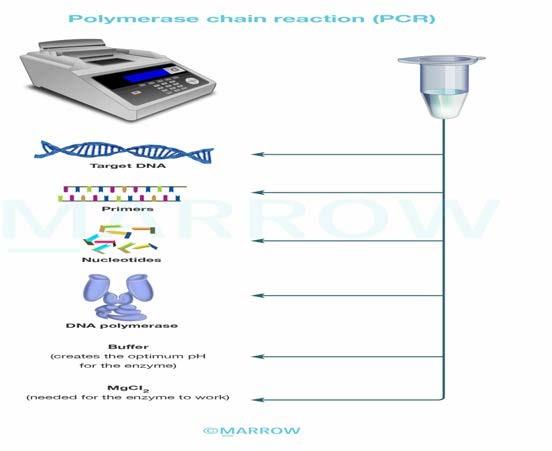 Polymerase chain reaction (PCR)
Target DNA
Primers
MARROW
Nucleotides
DNA polymerase
Buffer
(creates the optimum pH
for the enzyme)
MgCl₂
(needed for the enzyme to work)
©MARROW